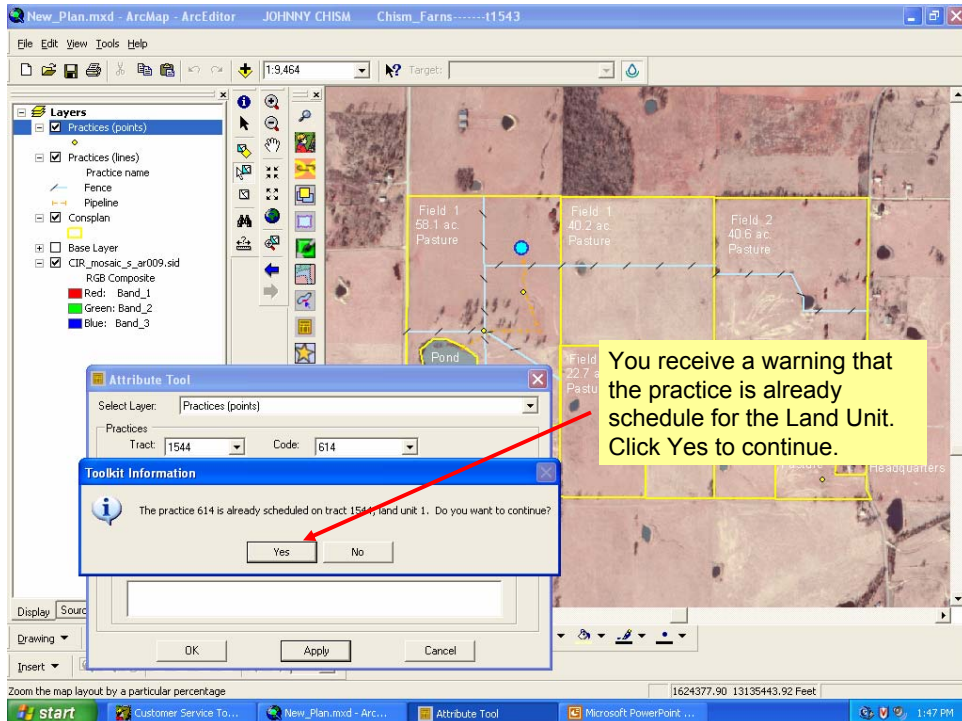 New_Plan.mxd - ArcMap - ArcEditor JOHNNY CHISM Chism_Farns-------t1543
File Edit View Tools Help
1:9,464
Target:
Layers
Practices (points)
Practices (lines)
Practice name
Fence
Pipeline
Consplan
Base Layer
CIR_mosaic_s_ar009.sid
RGB Composite
Red: Band_1
Green: Band_2
Blue: Band_3
Field 1
58.1 ac.
Pasture
Field 1
40.2 ac.
Pasture
Field 2
40.6 ac.
Pasture
Pond
Field
22.7 a
Pastu
You receive a warning that
the practice is already
schedule for the Land Unit.
Click Yes to continue.
Pasture
Headquarters
Attribute Tool
Select Layer: Practices (points)
Practices
Tract: 1544 Code: 614
Toolkit Information
The practice 614 is already scheduled on tract 1544, land unit 1. Do you want to continue?
Yes No
OK Apply Cancel
Display Sourc
Drawing
Insert
Zoom the map layout by a particular percentage
1624377.90 13135443.92 Feet
start Customer Service To... New_Plan.mxd - Arc... Attribute Tool Microsoft PowerPoint ... 1:47 PM